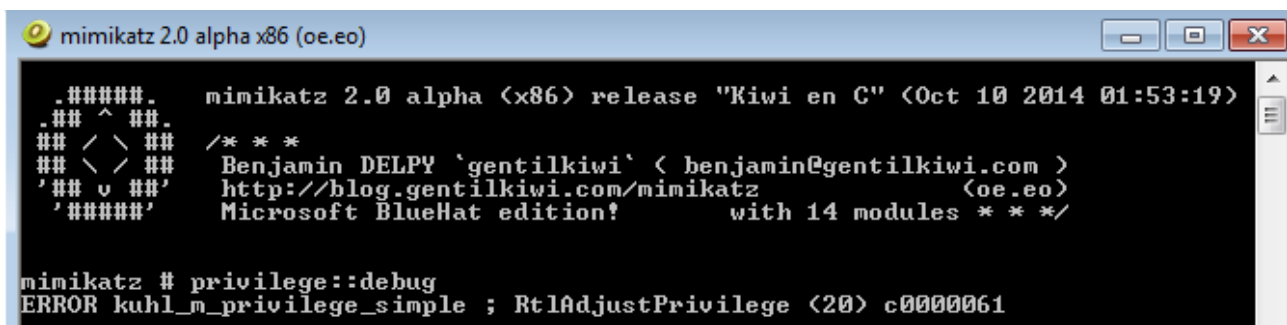 mimikatz 2.0 alpha x86 (oe.eo)
.#####.   mimikatz 2.0 alpha (x86) release "Kiwi en C" (Oct 10 2014 01:53:19)
.## ^ ##.
## / \ ##  /* * *
## \ / ##   Benjamin DELPY `gentilkiwi` ( benjamin@gentilkiwi.com )
'## v ##'   http://blog.gentilkiwi.com/mimikatz             (oe.eo)
'#####'    Microsoft BlueHat edition!       with 14 modules * * */
mimikatz # privilege::debug
ERROR kuhl_m_privilege_simple ; RtlAdjustPrivilege (20) c0000061